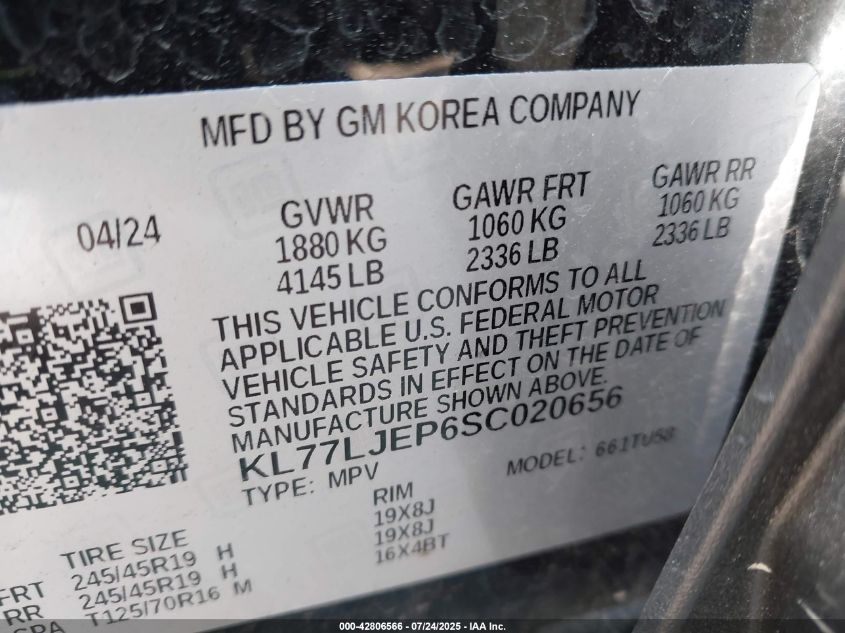 MFD BY GM KOREA COMPANY
04/24
GVWR
1880 KG
4145 LB
GAWR FRT
1060 KG
2336 LB
GAWR RR
1060 KG
2336 LB
THIS VEHICLE CONFORMS TO ALL
APPLICABLE U.S. FEDERAL MOTOR
VEHICLE SAFETY AND THEFT PREVENTION
STANDARDS IN EFFECT ON THE DATE OF
MANUFACTURE SHOWN ABOVE.
KL77LJEP6SC020656
TYPE: MPV
MODEL: 661TU58
TIRE SIZE
RIM
FRT 245/45R19 H 19X8J
RR 245/45R19 H 19X8J
SPA T125/70R16 M 16X4BT
000-42806566 - 07/24/2025 - IAA Inc.